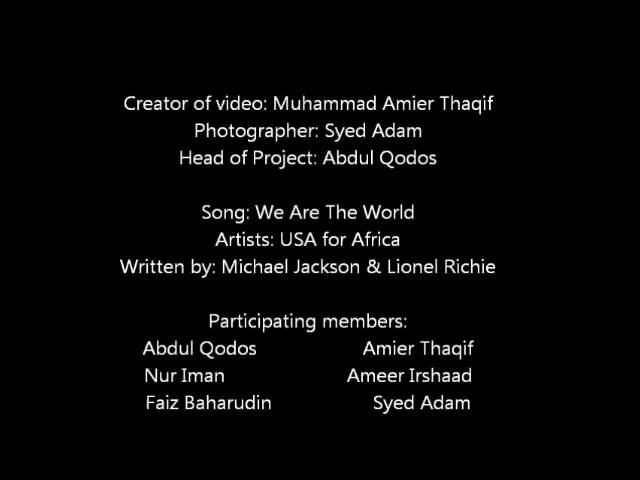 Creator of video: Muhammad Amier Thaqif
Photographer: Syed Adam
Head of Project: Abdul Qodos
Song: We Are The World
Artists: USA for Africa
Written by: Michael Jackson & Lionel Richie
Participating members:
Abdul Qodos Amier Thaqif
Nur Iman Ameer Irshaad
Faiz Baharudin Syed Adam